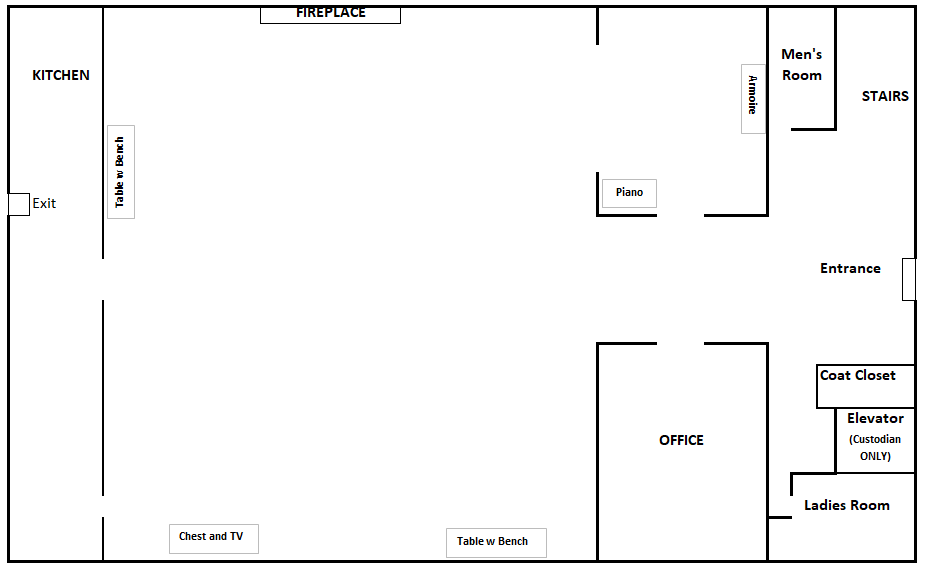 FIREPLACE
Men's
Room
KITCHEN
Armoire
STAIRS
Table w Bench
Piano
Exit
Entrance
Coat Closet
Elevator
(Custodian
ONLY)
OFFICE
Ladies Room
Chest and TV
Table w Bench